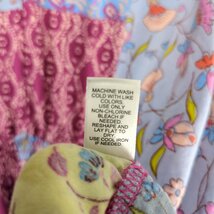 MACHINE WASH
COLD WITH LIKE
COLORS.
USE ONLY
NON-CHLORINE
BLEACH IF
NEEDED.
RESHAPE AND
LAY FLAT TO
DRY.
USE COOL IRON
IF NEEDED.